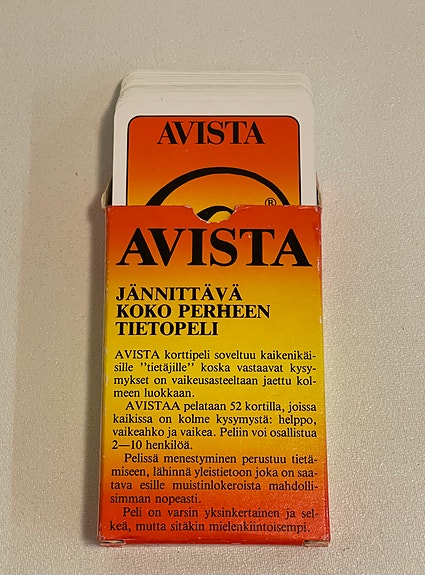 AVISTA
®
AVISTA
JÄNNITTÄVÄ
KOKO PERHEEN
TIETOPELI
AVISTA korttipeli soveltuu kaikenikäi-
sille ”tietäjille” koska vastaavat kysy-
mykset on vaikeusasteeltaan jaettu kol-
meen luokkaan.
AVISTAA pelataan 52 kortilla, joissa
kaikissa on kolme kysymystä: helppo,
vaikeahko ja vaikea. Peliin voi osallistua
2—10 henkilöä.
Pelissä menestyminen perustuu tietä-
miseen, lähinnä yleistietoon joka on saa-
tava esille muistinlokeroista mahdolli-
simman nopeasti.
Peli on varsin yksinkertainen ja sel-
keä, mutta sitäkin mielenkiintoisempi.